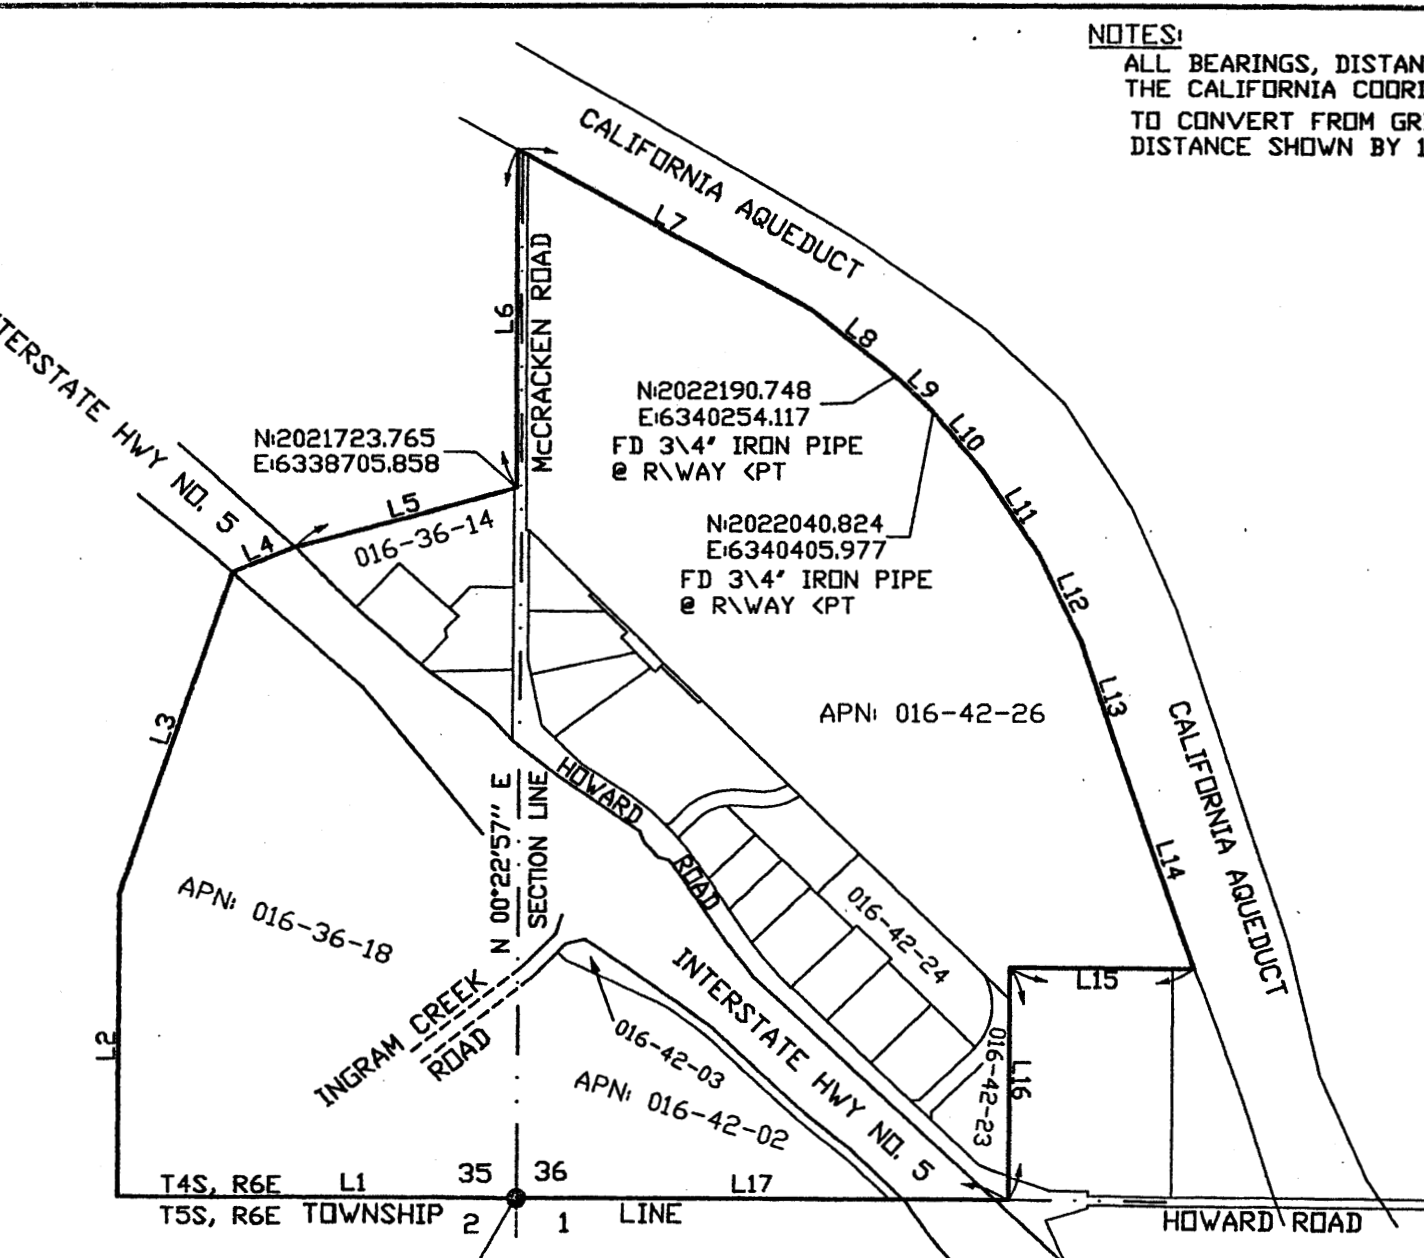 NOTES:
ALL BEARINGS, DISTAN
THE CALIFORNIA COORD
TO CONVERT FROM GR
DISTANCE SHOWN BY 1
CALIFORNIA AQUEDUCT
L7
L6
McCRACKEN ROAD
L8
L9
L10
L11
L12
L13
L14
N:2022190.748
E:6340254.117
FD 3\4" IRON PIPE
@ R\WAY <PT
N:2021723.765
E:6338705.858
TERSTATE HWY NO. 5
L5
L4
016-36-14
N:2022040.824
E:6340405.977
FD 3\4" IRON PIPE
@ R\WAY <PT
L3
APN: 016-42-26
CALIFORNIA AQUEDUCT
HOWARD
ROAD
N 00°22'57'' E
SECTION LINE
APN: 016-36-18
016-42-24
INTERSTATE HWY NO. 5
L15
INGRAM CREEK
ROAD
L2
016-42-03
APN: 016-42-02
016-42-23
L16
T4S, R6E
L1
35
36
L17
T5S, R6E
TOWNSHIP
2
1
LINE
HOWARD ROAD